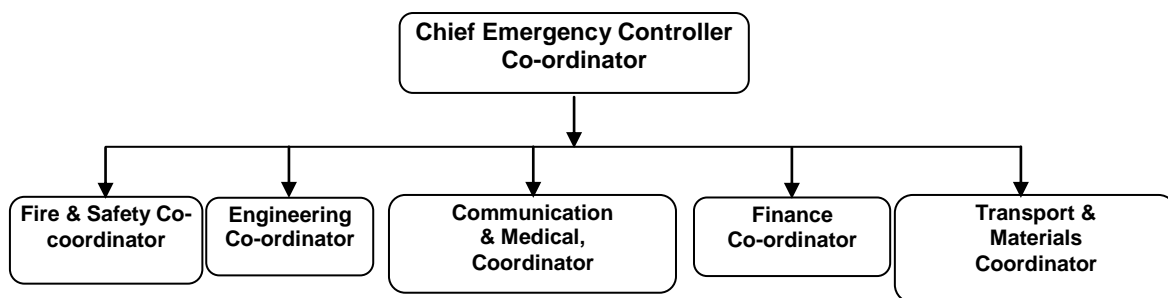 Chief Emergency Controller
Co-ordinator
Fire & Safety Co-
coordinator
Engineering
Co-ordinator
Communication
& Medical,
Coordinator
Finance
Co-ordinator
Transport &
Materials
Coordinator